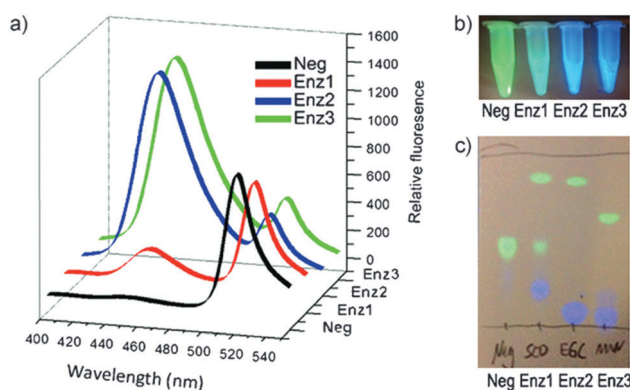 a)
Neg
Enz1
Enz2
Enz3
1600
1400
1200
1000
800
600
400
200
0
Relative fluoresence
Enz3
Enz2
Enz1
Neg
400 420 440 460 480 500 520 540
Wavelength (nm)
b)
Neg Enz1 Enz2 Enz3
c)
Neg SCD EGC
Neg Enz1 Enz2 Enz3